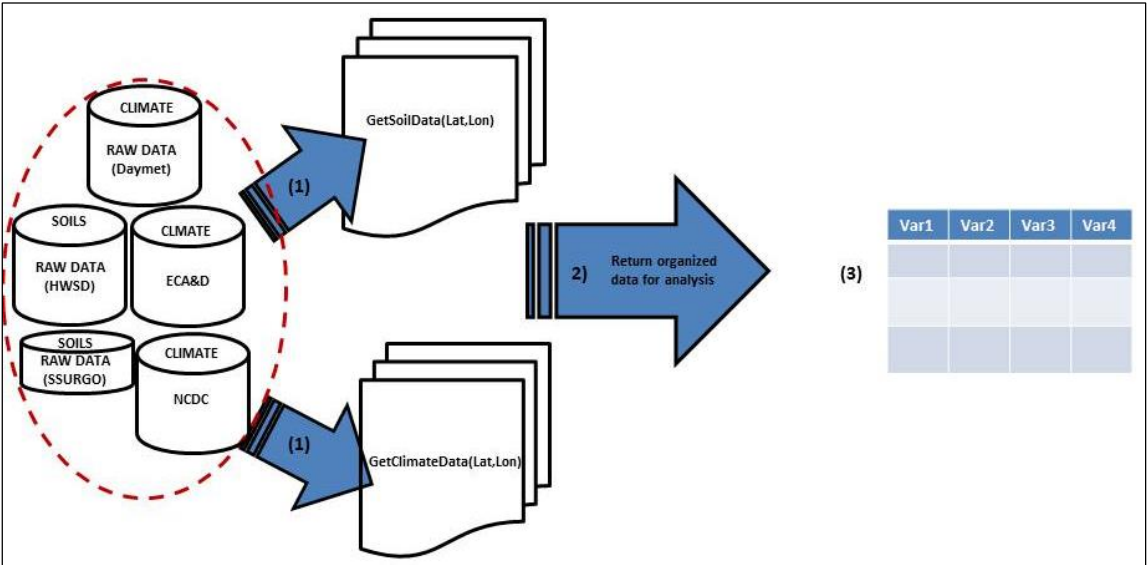 CLIMATE
RAW DATA
(Daymet)
SOILS
RAW DATA
(HWSD)
CLMATE
ECA&D
SOILS
RAW DATA
(SSURGO)
CLIMATE
NCDC
(1)
GetSoilData(Lat,Lon)
(1)
GetClimateData(Lat,Lon)
2)
Return organized
data for analysis
(3)
Var1 Var2 Var3 Var4